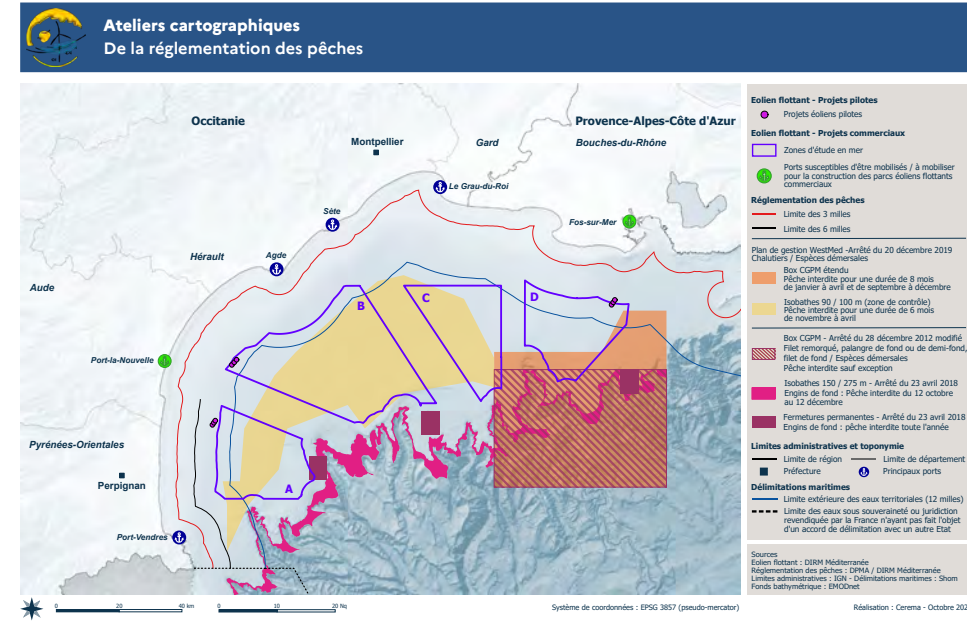 Ateliers cartographiques
De la réglementation des pêches
Occitanie
Provence-Alpes-Côte d'Azur
Montpellier
Gard
Bouches-du-Rhône
Le Grau-du-Roi
Sète
Fos-sur-Mer
Hérault
Agde
Aude
B
C
D
Port-la-Nouvelle
Pyrénées-Orientales
Perpignan
A
Port-Vendres
0 20 40 km
0 10 20 Nq
Système de coordonnées : EPSG 3857 (pseudo-mercator)
Eolien flottant - Projets pilotes
Projets éoliens pilotes
Eolien flottant - Projets commerciaux
Zones d'étude en mer
Ports susceptibles d'être mobilisés / à mobiliser
pour la construction des parcs éoliens flottants
commerciaux
Réglementation des pêches
Limite des 3 milles
Limite des 6 milles
Plan de gestion WestMed -Arrêté du 20 décembre 2019
Chalutiers / Espèces démersales
Box CGPM étendu
Pêche interdite pour une durée de 8 mois
de janvier à avril et de septembre à décembre
Isobathes 90 / 100 m (zone de contrôle)
Pêche interdite pour une durée de 6 mois
de novembre à avril
Box CGPM - Arrêté du 28 décembre 2012 modifié
Filet remorqué, palangre de fond ou de demi-fond,
filet de fond / Espèces démersales
Pêche interdite sauf exception
Isobathes 150 / 275 m - Arrêté du 23 avril 2018
Engins de fond : Pêche interdite du 12 octobre
au 12 décembre
Fermetures permanentes - Arrêté du 23 avril 2018
Engins de fond : pêche interdite toute l'année
Limites administratives et toponymie
Limite de région Limite de département
Préfecture Principaux ports
Délimitations maritimes
Limite extérieure des eaux territoriales (12 milles)
Limite des eaux sous souveraineté ou juridiction
revendiquée par la France n'ayant pas fait l'objet
d'un accord de délimitation avec un autre Etat
Sources
Eolien flottant : DIRM Méditerranée
Réglementation des pêches : DPMA / DIRM Méditerranée
Limites administratives : IGN - Délimitations maritimes : Shom
Fonds bathymétrique : EMODnet
Réalisation : Cerema - Octobre 202